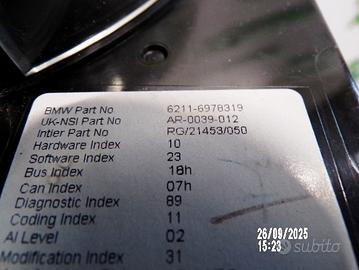 BMW Part No 6211-6978319
UK-NSI Part No AR-0039-012
Intier Part No RG/21453/050
Hardware Index 10
Software Index 23
Bus Index 18h
Can Index 07h
Diagnostic Index 89
Coding Index 11
AI Level 02
Modification Index 31
26/09/2025
15:23
subito